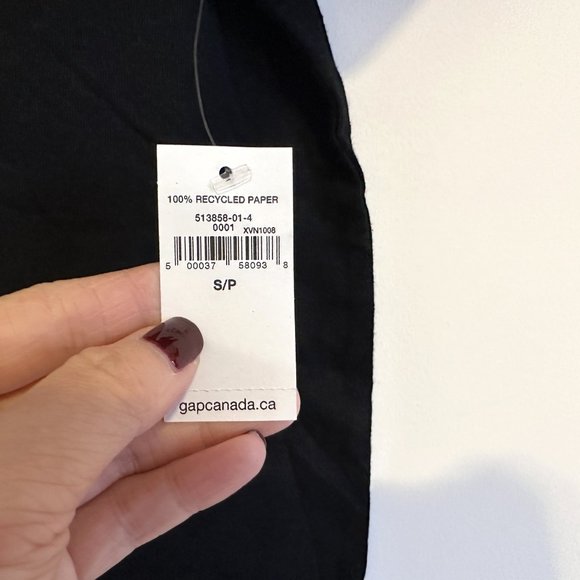 100% RECYCLED PAPER
513858-01-4
0001 XVN1008
5 00037 58093 8
S/P
gapcanada.ca